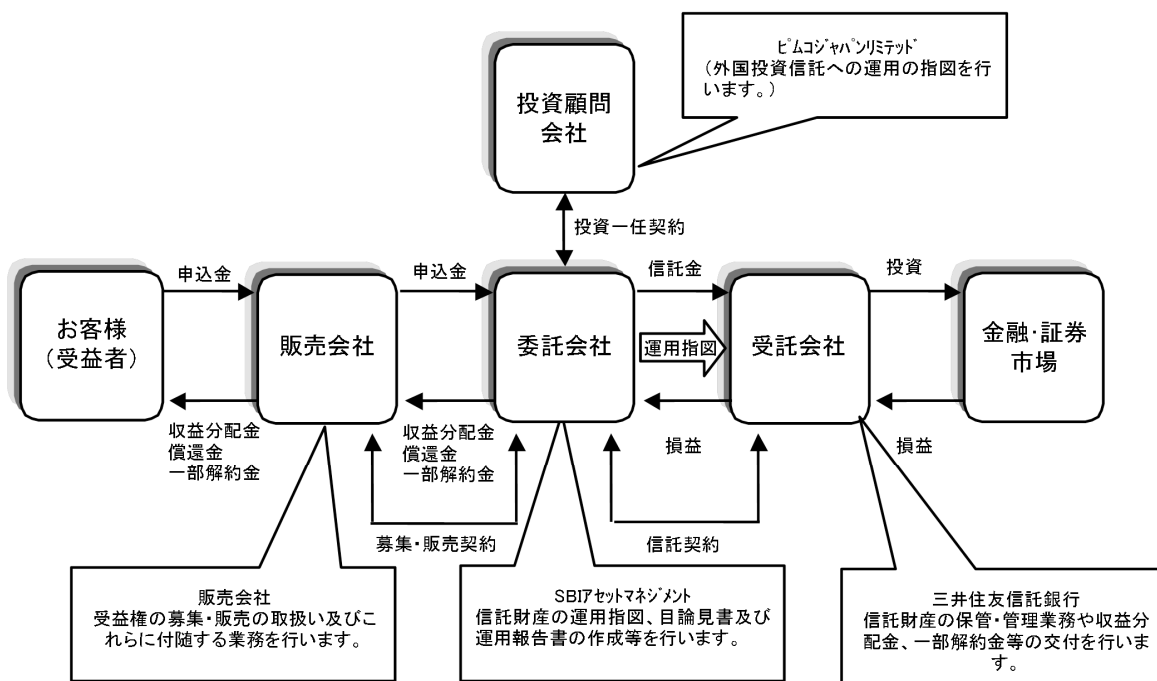 ﾋﾟﾑｺｼﾞｬﾊﾟﾝﾘﾐﾃｯﾄﾞ
（外国投資信託への運用の指図を行
います。）
投資顧問
会社
投資一任契約
申込金
申込金
信託金
投資
お客様
（受益者）
販売会社
委託会社
運用指図
受託会社
金融・証券
市場
収益分配金
償還金
一部解約金
収益分配金
償還金
一部解約金
損益
損益
募集・販売契約
信託契約
販売会社
受益権の募集・販売の取扱い及びこ
れらに付随する業務を行います。
SBIｱｾｯﾄﾏﾈｼﾞﾒﾝﾄ
信託財産の運用指図、目論見書及び
運用報告書の作成等を行います。
三井住友信託銀行
信託財産の保管・管理業務や収益分
配金、一部解約金等の交付を行いま
す。